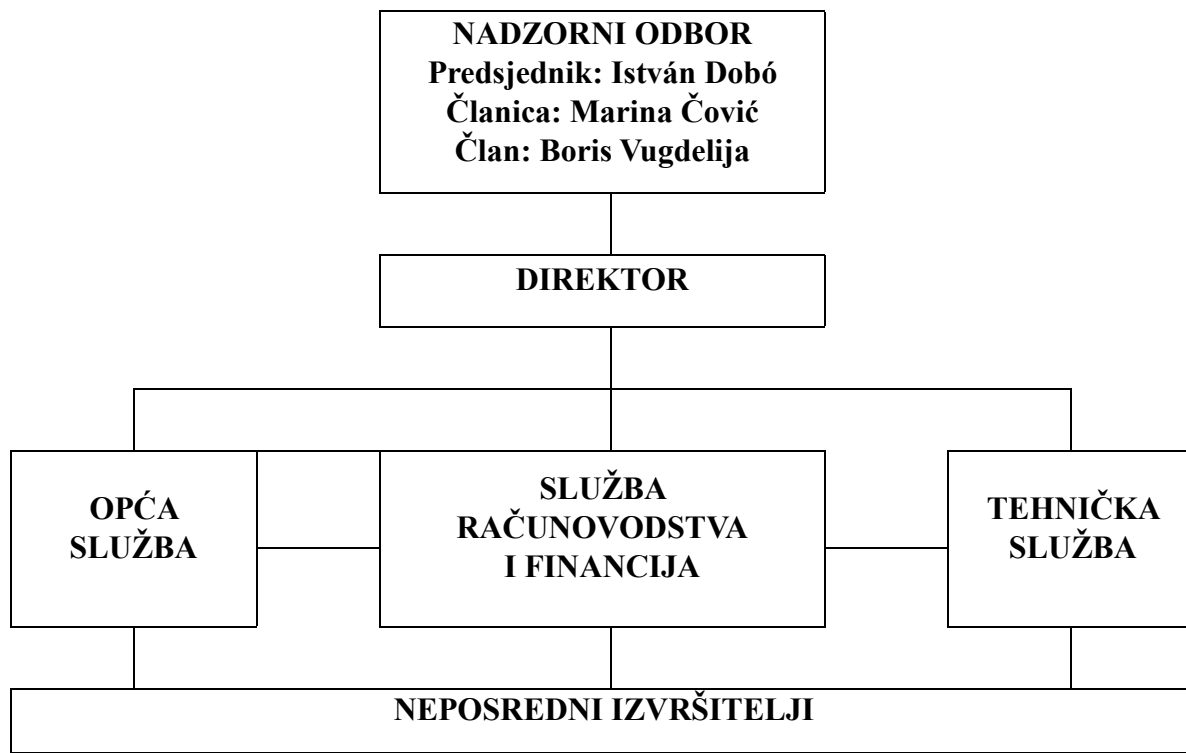 NADZORNI ODBOR
Predsjednik: István Dobó
Članica: Marina Čović
Član: Boris Vugdelija
DIREKTOR
OPĆA
SLUŽBA
SLUŽBA
RAČUNOVODSTVA
I FINANCIJA
TEHNIČKA
SLUŽBA
NEPOSREDNI IZVRŠITELJI